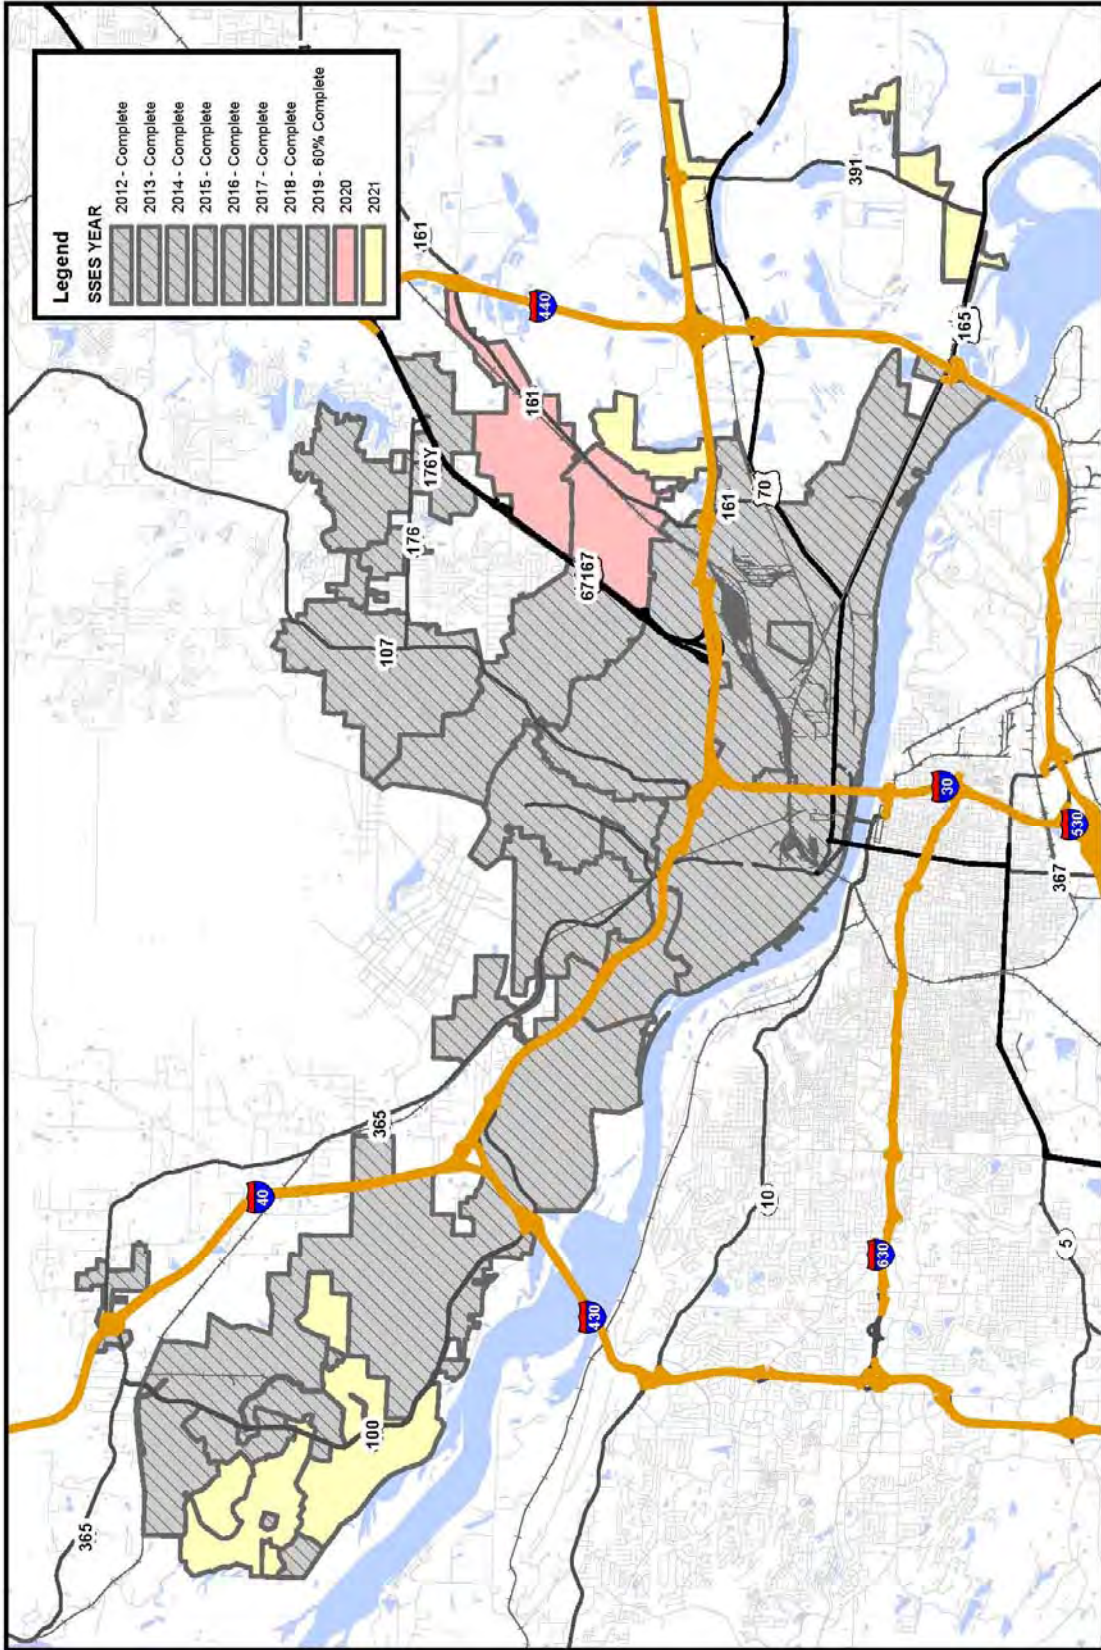 Legend
SSES YEAR
2012 - Complete
2013 - Complete
2014 - Complete
2015 - Complete
2016 - Complete
2017 - Complete
2018 - Complete
2019 - 60% Complete
2020
2021
365
40
365
100
430
10
630
5
107
176
176Y
67167
161
161
440
161
70
391
165
30
530
367